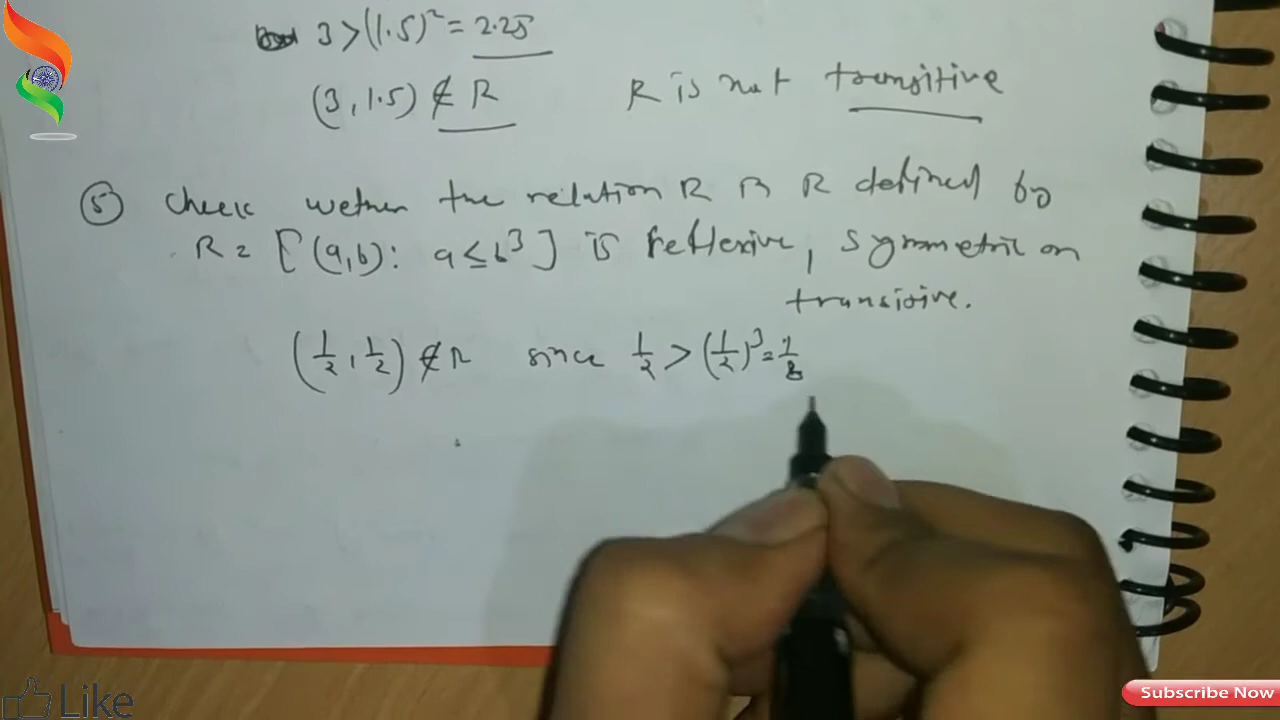 3 > (1.5)² = 2.25
(3, 1.5) ∉ R R is not transitive
⑤ Check wether the relation R in R defined by
R = [(a,b): a ≤ b³] is reflexive, symmetric or
transitive.
(1/2, 1/2) ∉ R since 1/2 > (1/2)³ = 1/8
Like
Subscribe Now